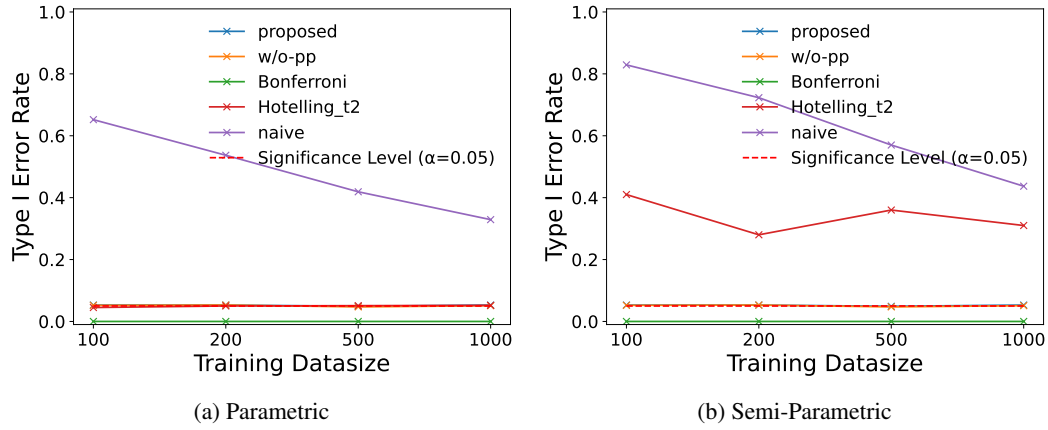 1.0
0.8
0.6
0.4
0.2
0.0
Type I Error Rate
proposed
w/o-pp
Bonferroni
Hotelling_t2
naive
Significance Level (α=0.05)
100 200 500 1000
Training Datasize
(a) Parametric
1.0
0.8
0.6
0.4
0.2
0.0
Type I Error Rate
proposed
w/o-pp
Bonferroni
Hotelling_t2
naive
Significance Level (α=0.05)
100 200 500 1000
Training Datasize
(b) Semi-Parametric